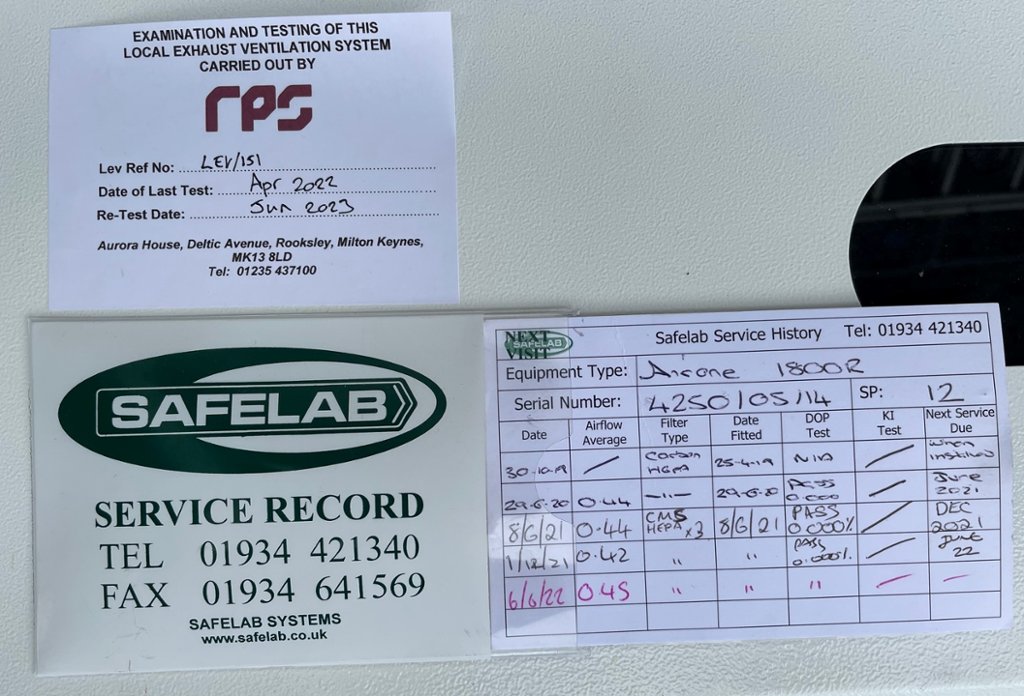 EXAMINATION AND TESTING OF THIS
LOCAL EXHAUST VENTILATION SYSTEM
CARRIED OUT BY
rps
Lev Ref No: LEV/151
Date of Last Test: Apr 2022
Re-Test Date: Jun 2023
Aurora House, Deltic Avenue, Rooksley, Milton Keynes,
MK13 8LD
Tel: 01235 437100
SAFELAB
SERVICE RECORD
TEL 01934 421340
FAX 01934 641569
SAFELAB SYSTEMS
www.safelab.co.uk
NEXT
SAFELAB
VISIT
Safelab Service History Tel: 01934 421340
Equipment Type: Airone 1800R
Serial Number: 4250/05/14 SP: 12
Date Airflow Average Filter Type Date Fitted DOP Test KI Test Next Service Due
30-10-19 / Carbon HEPA 25-4-19 N/A / when installed
29-6-20 0.44 —"— 29-6-20 PASS 0.000 / June 2021
8/6/21 0.44 CMS HEPA x3 8/6/21 PASS 0.000% / DEC 2021
1/12/21 0.42 " " PASS 0.000% / JUNE 22
6/6/22 0.45 " " " — —